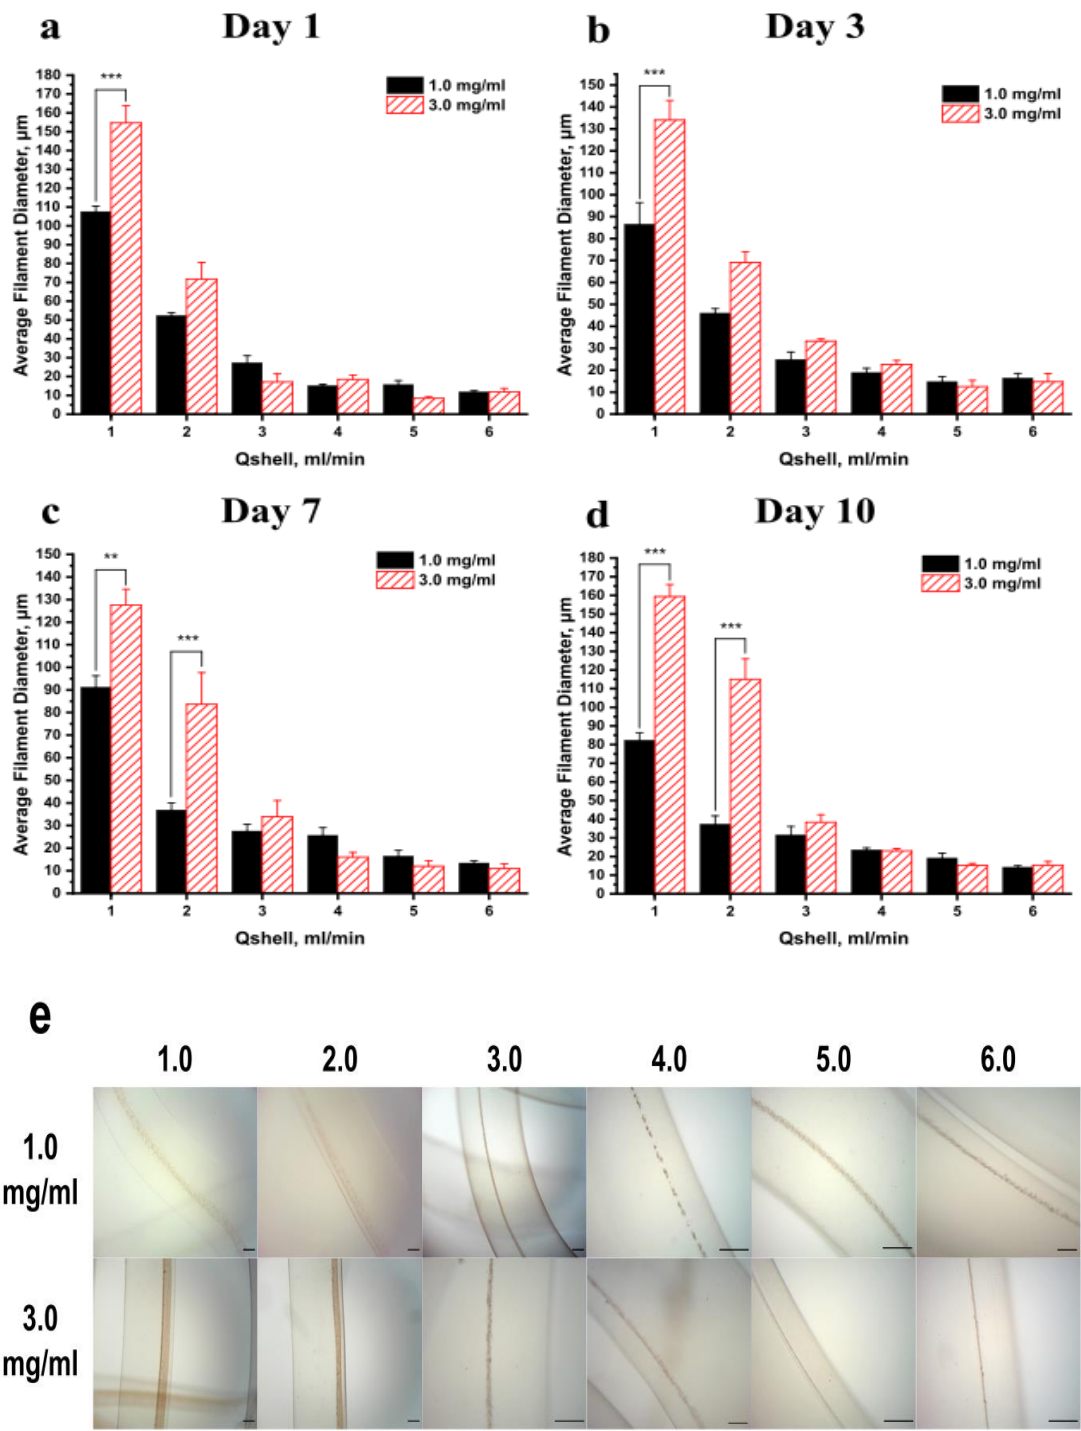 a Day 1
***
1.0 mg/ml
3.0 mg/ml
Average Filament Diameter, μm
180
170
160
150
140
130
120
110
100
90
80
70
60
50
40
30
20
10
0
1 2 3 4 5 6
Qshell, ml/min
b Day 3
***
1.0 mg/ml
3.0 mg/ml
Average Filament Diameter, μm
150
140
130
120
110
100
90
80
70
60
50
40
30
20
10
0
1 2 3 4 5 6
Qshell, ml/min
c Day 7
**
***
1.0 mg/ml
3.0 mg/ml
Average Filament Diameter, μm
150
140
130
120
110
100
90
80
70
60
50
40
30
20
10
0
1 2 3 4 5 6
Qshell, ml/min
d Day 10
***
***
1.0 mg/ml
3.0 mg/ml
Average Filament Diameter, μm
180
170
160
150
140
130
120
110
100
90
80
70
60
50
40
30
20
10
0
1 2 3 4 5 6
Qshell, ml/min
e
1.0 2.0 3.0 4.0 5.0 6.0
1.0
mg/ml
3.0
mg/ml